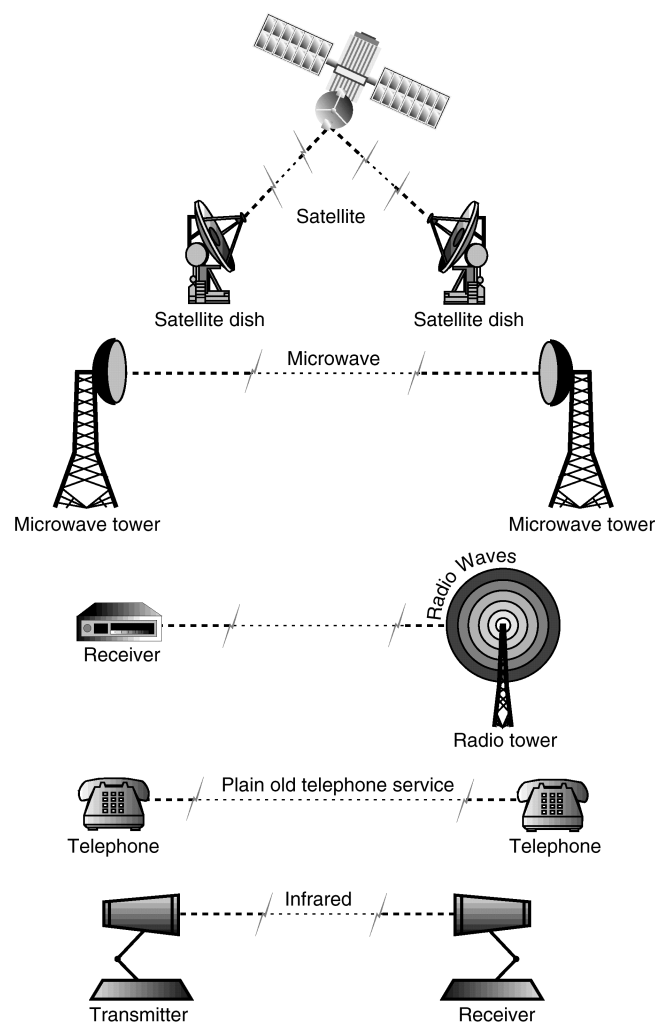 Satellite
Satellite dish
Satellite dish
Microwave
Microwave tower
Microwave tower
Radio Waves
Receiver
Radio tower
Plain old telephone service
Telephone
Telephone
Infrared
Transmitter
Receiver